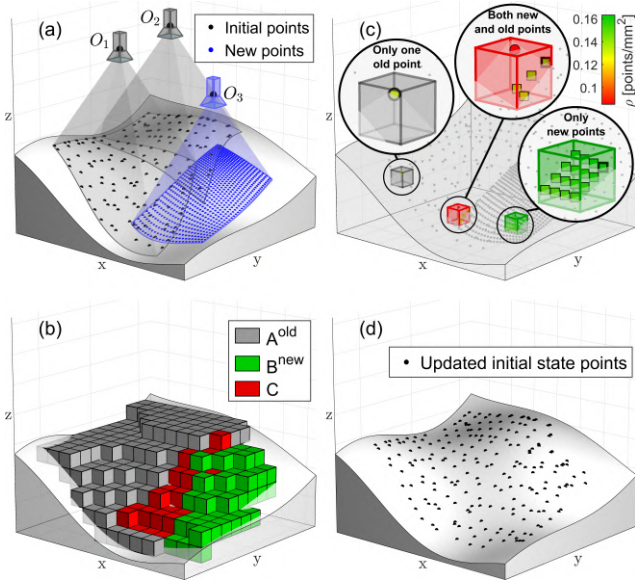 (a)
O1
O2
O3
Initial points
New points
z
x
y
(c)
Only one
old point
Both new
and old points
Only
new points
0.16
0.14
0.12
0.1
ρ [points/mm²]
z
x
y
(b)
A^old
B^new
C
z
x
y
(d)
Updated initial state points
z
x
y